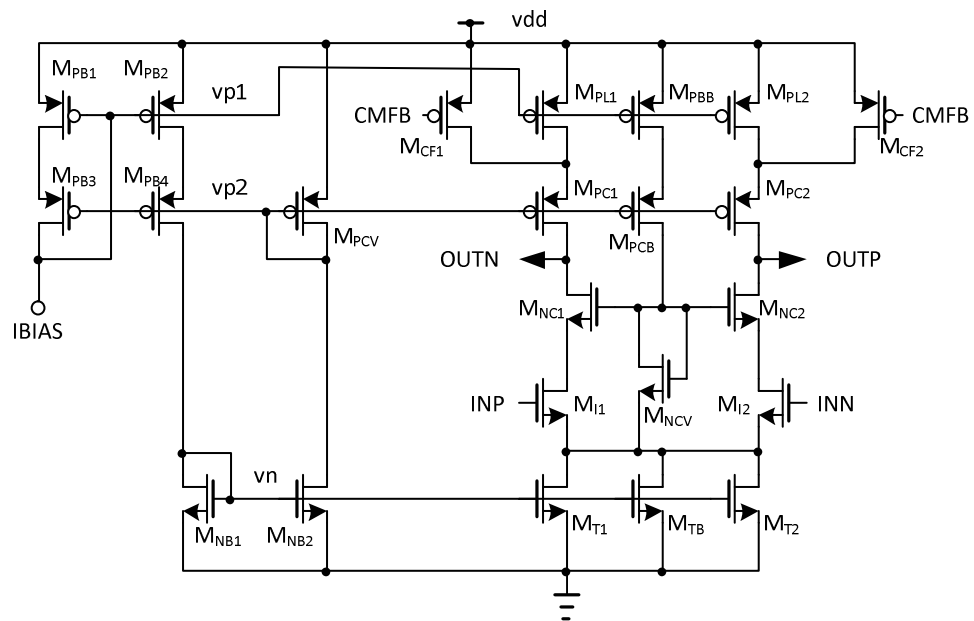 vdd
MPB1
MPB2
vp1
MPL1
MPBB
MPL2
CMFB
CMFB
MCF1
MCF2
MPB3
MPB4
vp2
MPC1
MPC2
MPCV
MPCB
OUTN
OUTP
IBIAS
MNC1
MNC2
INP
MI1
MI2
INN
MNCV
vn
MNB1
MNB2
MT1
MTB
MT2